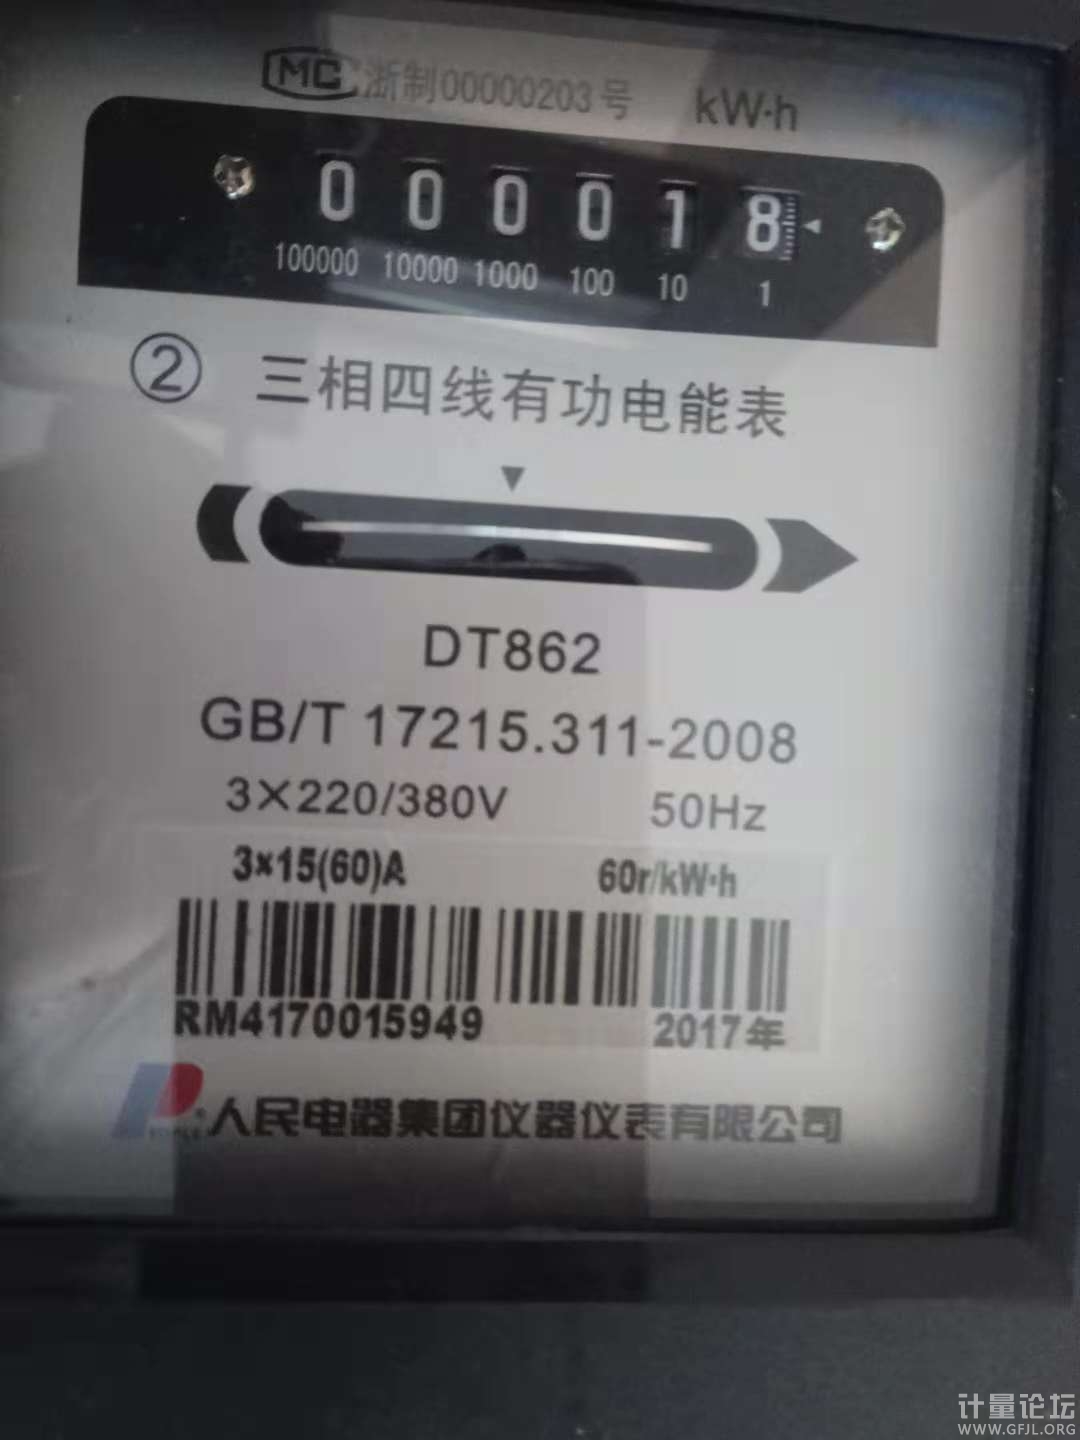 MC 浙制00000203号 kW·h
0 0 0 0 1 8
100000 10000 1000 100 10 1
② 三相四线有功电能表
DT862
GB/T 17215.311-2008
3×220/380V 50Hz
3×15(60)A 60r/kW·h
RM4170015949 2017年
人民电器集团仪器仪表有限公司
计量论坛
WWW.GFJL.ORG